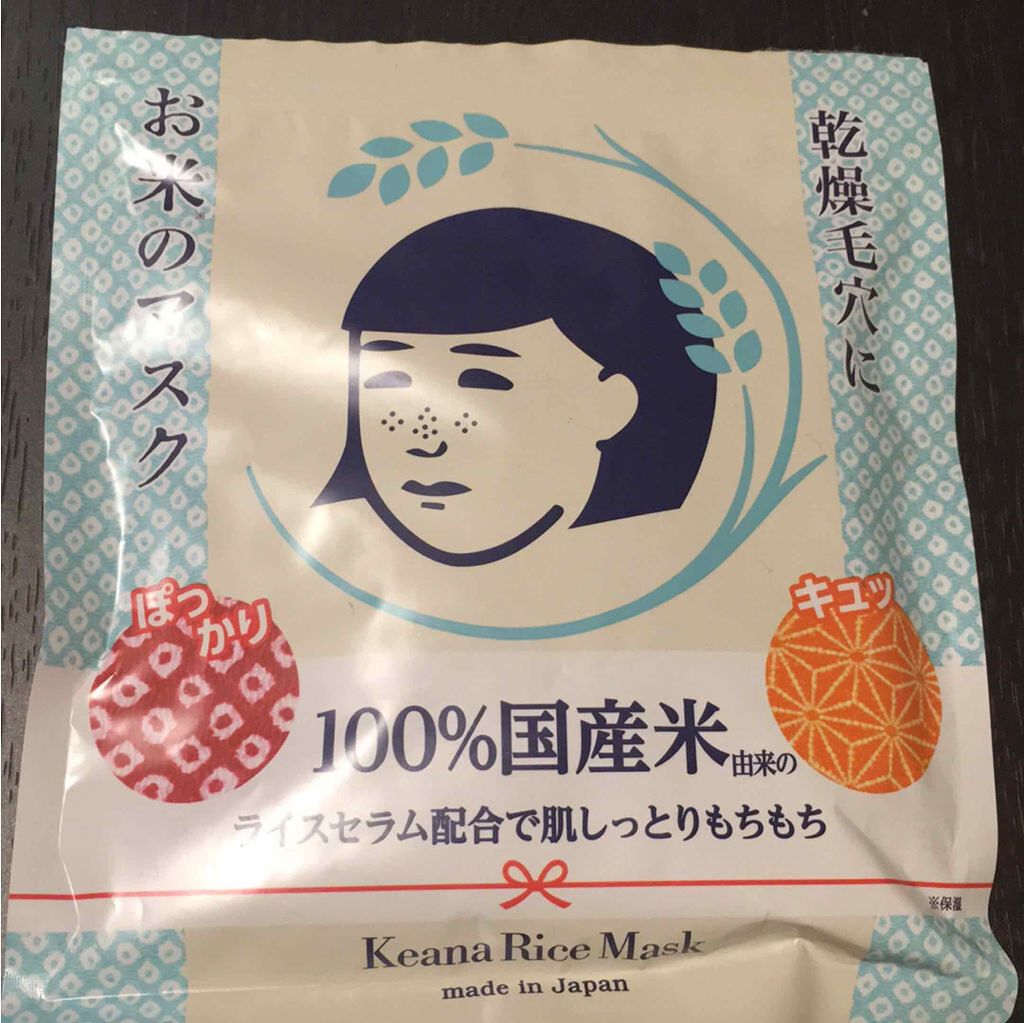 乾燥毛穴に
お米※のマスク
ぽっ
かり
キュッ
100%国産米由来の
ライスセラム配合で肌しっとりもちもち
※保湿
Keana Rice Mask
made in Japan